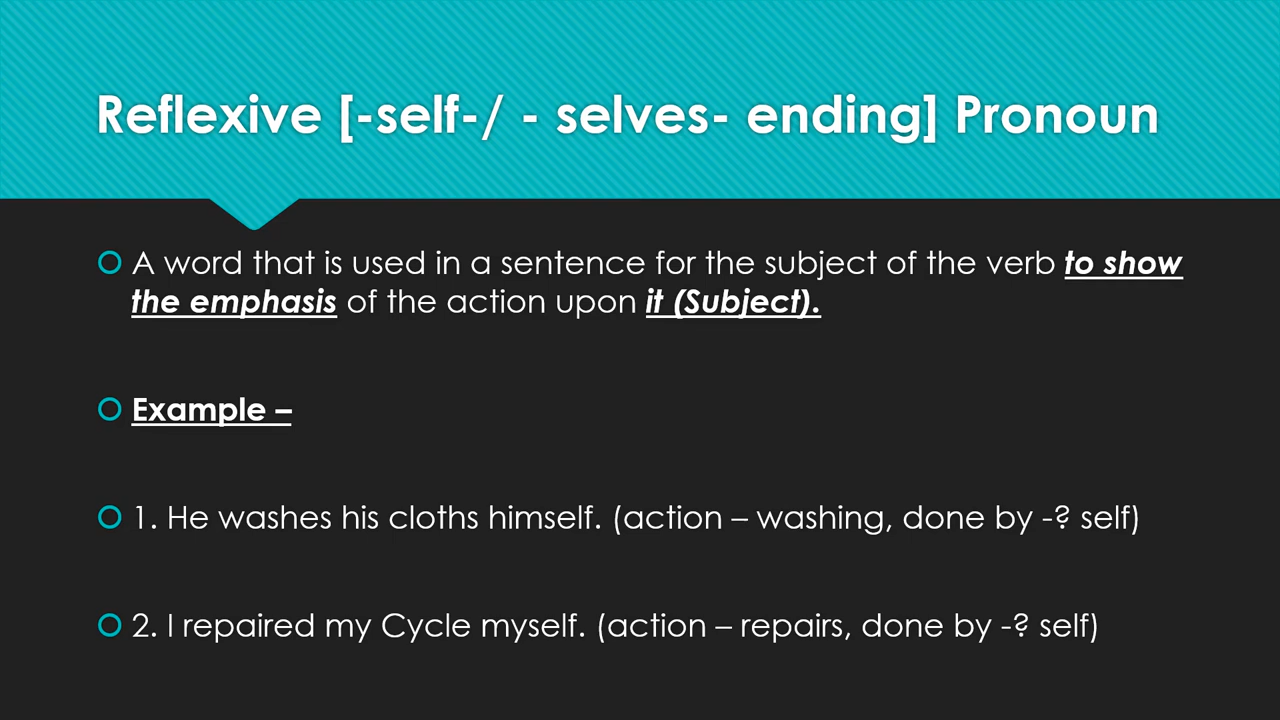 Reflexive [-self-/ - selves- ending] Pronoun
A word that is used in a sentence for the subject of the verb to show
the emphasis of the action upon it (Subject).
Example –
1. He washes his cloths himself. (action – washing, done by -? self)
2. I repaired my Cycle myself. (action – repairs, done by -? self)